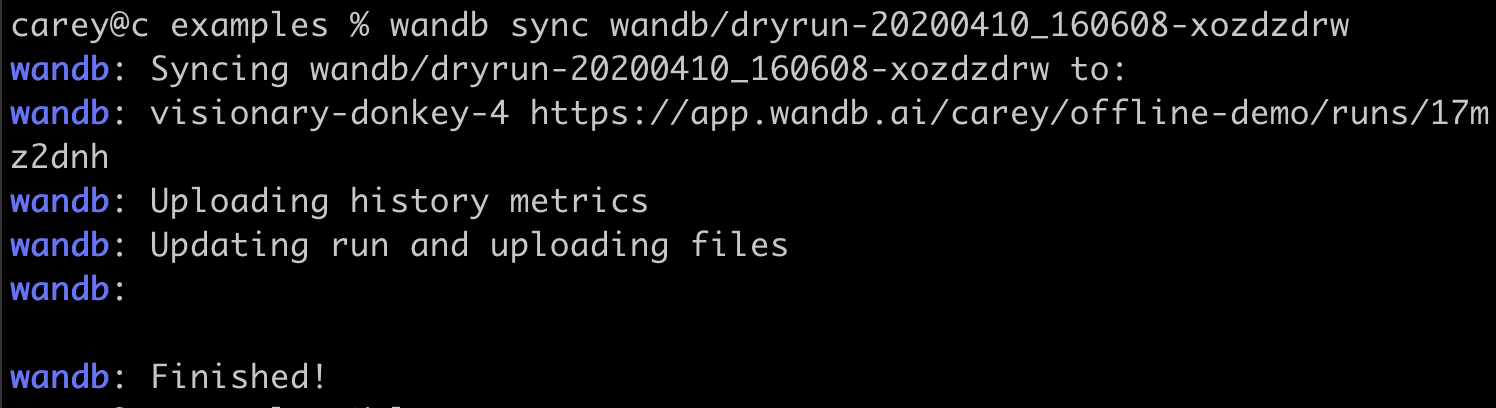 carey@c examples % wandb sync wandb/dryrun-20200410_160608-xozdzdrw
wandb: Syncing wandb/dryrun-20200410_160608-xozdzdrw to:
wandb: visionary-donkey-4 https://app.wandb.ai/carey/offline-demo/runs/17m
z2dnh
wandb: Uploading history metrics
wandb: Updating run and uploading files
wandb:
wandb: Finished!